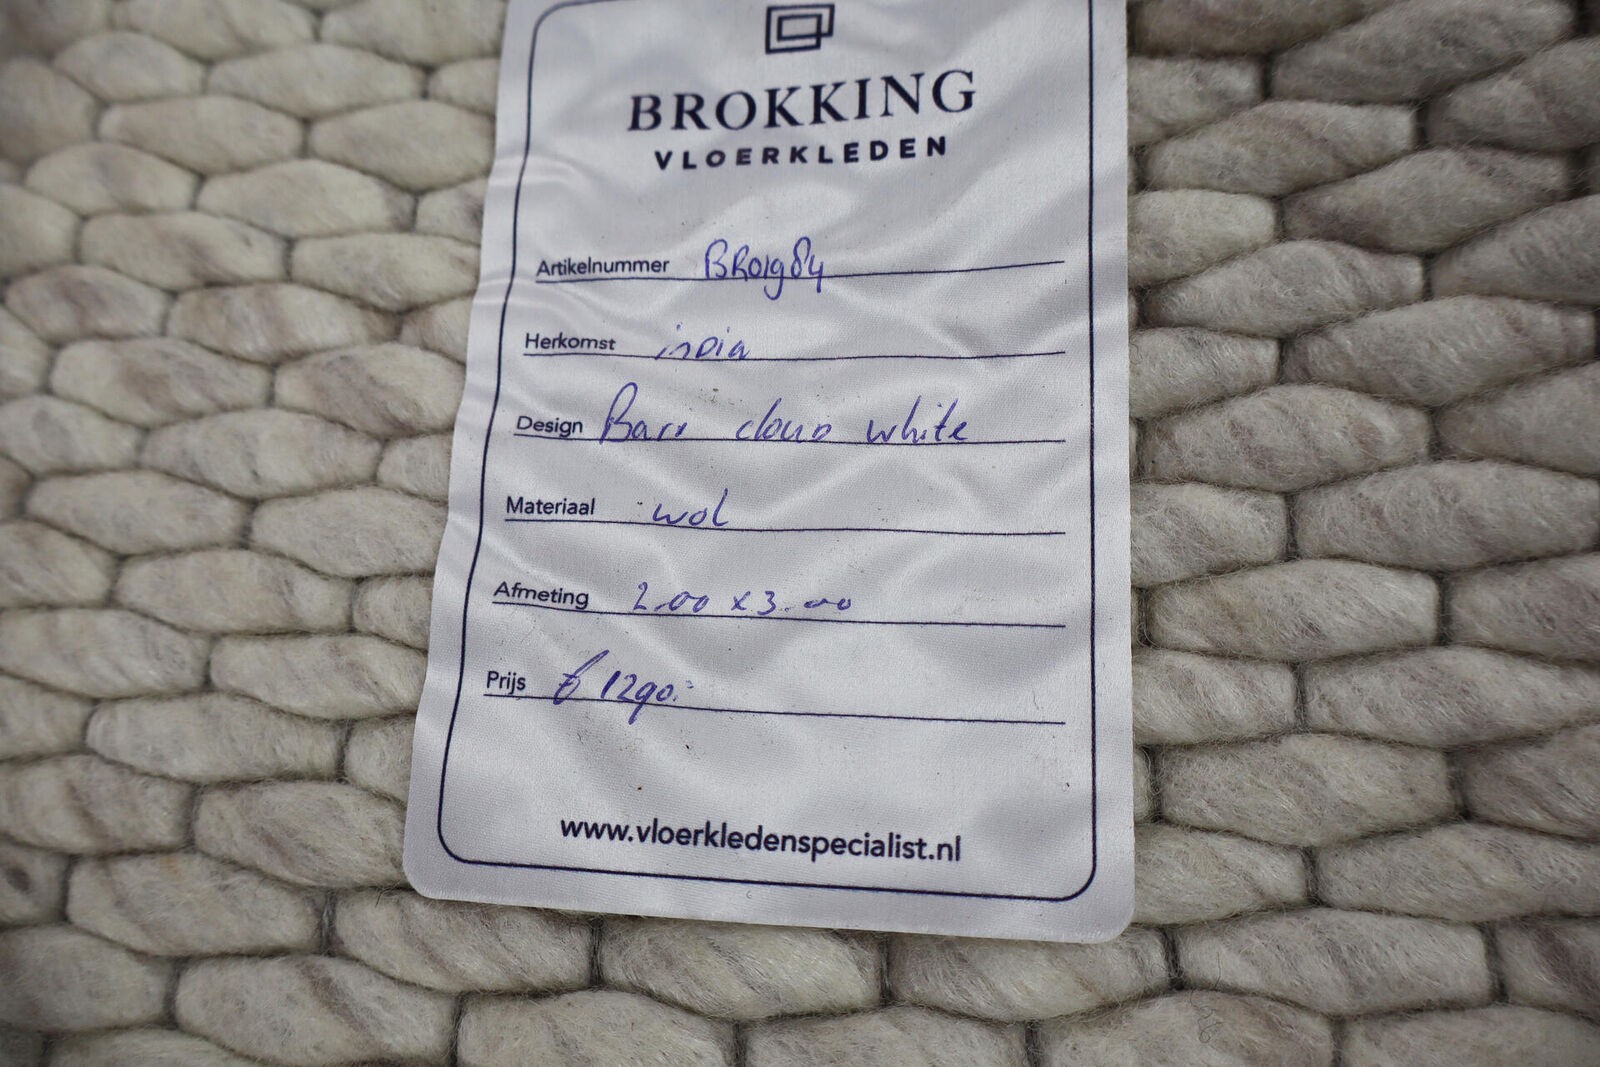 BROKKING
VLOERKLEDEN
Artikelnummer BR01984
Herkomst india
Design Barr cloud white
Materiaal wol
Afmeting 2.00 x 3.00
Prijs € 1290.-
www.vloerkledenspecialist.nl